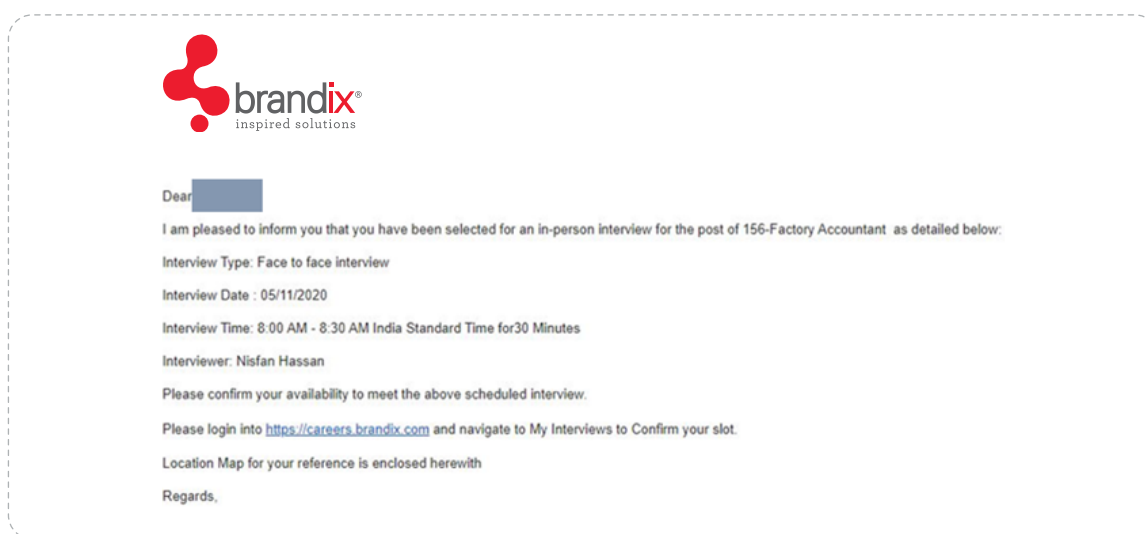 brandix®
inspired solutions
Dear
I am pleased to inform you that you have been selected for an in-person interview for the post of 156-Factory Accountant as detailed below:
Interview Type: Face to face interview
Interview Date : 05/11/2020
Interview Time: 8:00 AM - 8:30 AM India Standard Time for30 Minutes
Interviewer: Nisfan Hassan
Please confirm your availability to meet the above scheduled interview.
Please login into https://careers.brandix.com and navigate to My Interviews to Confirm your slot.
Location Map for your reference is enclosed herewith
Regards,